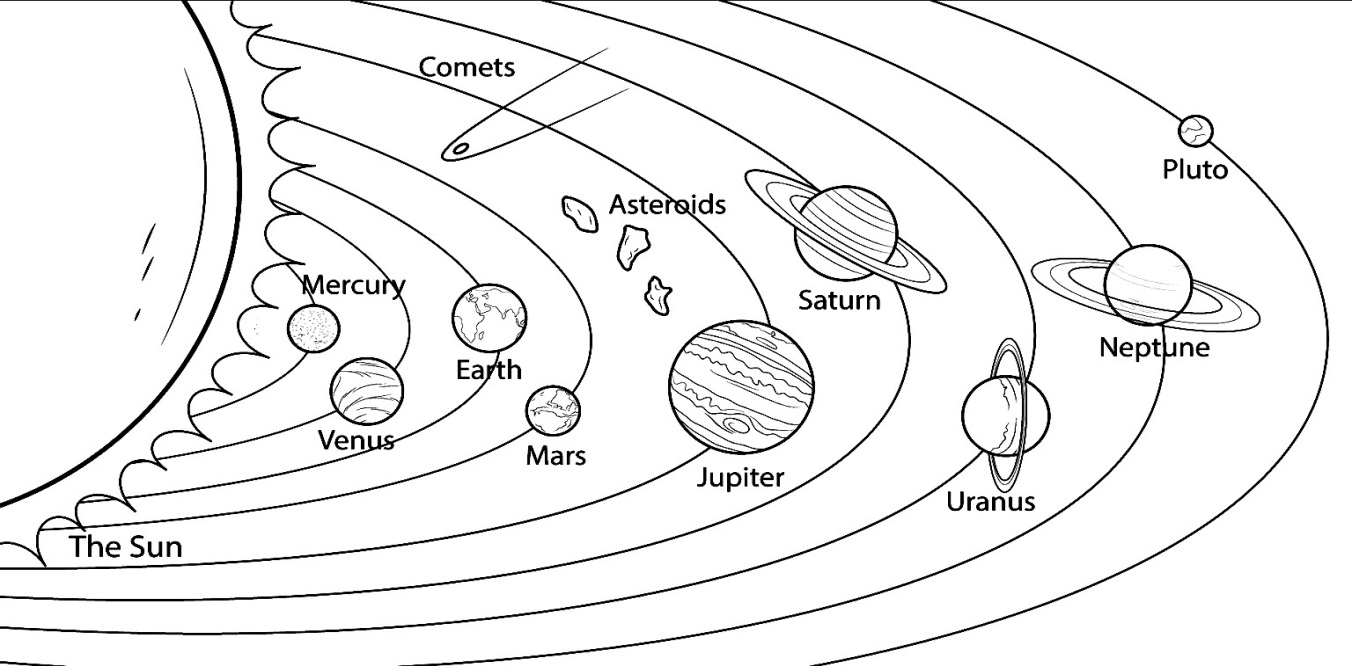 Comets
Pluto
Asteroids
Mercury
Saturn
Neptune
Earth
Venus
Mars
Jupiter
Uranus
The Sun